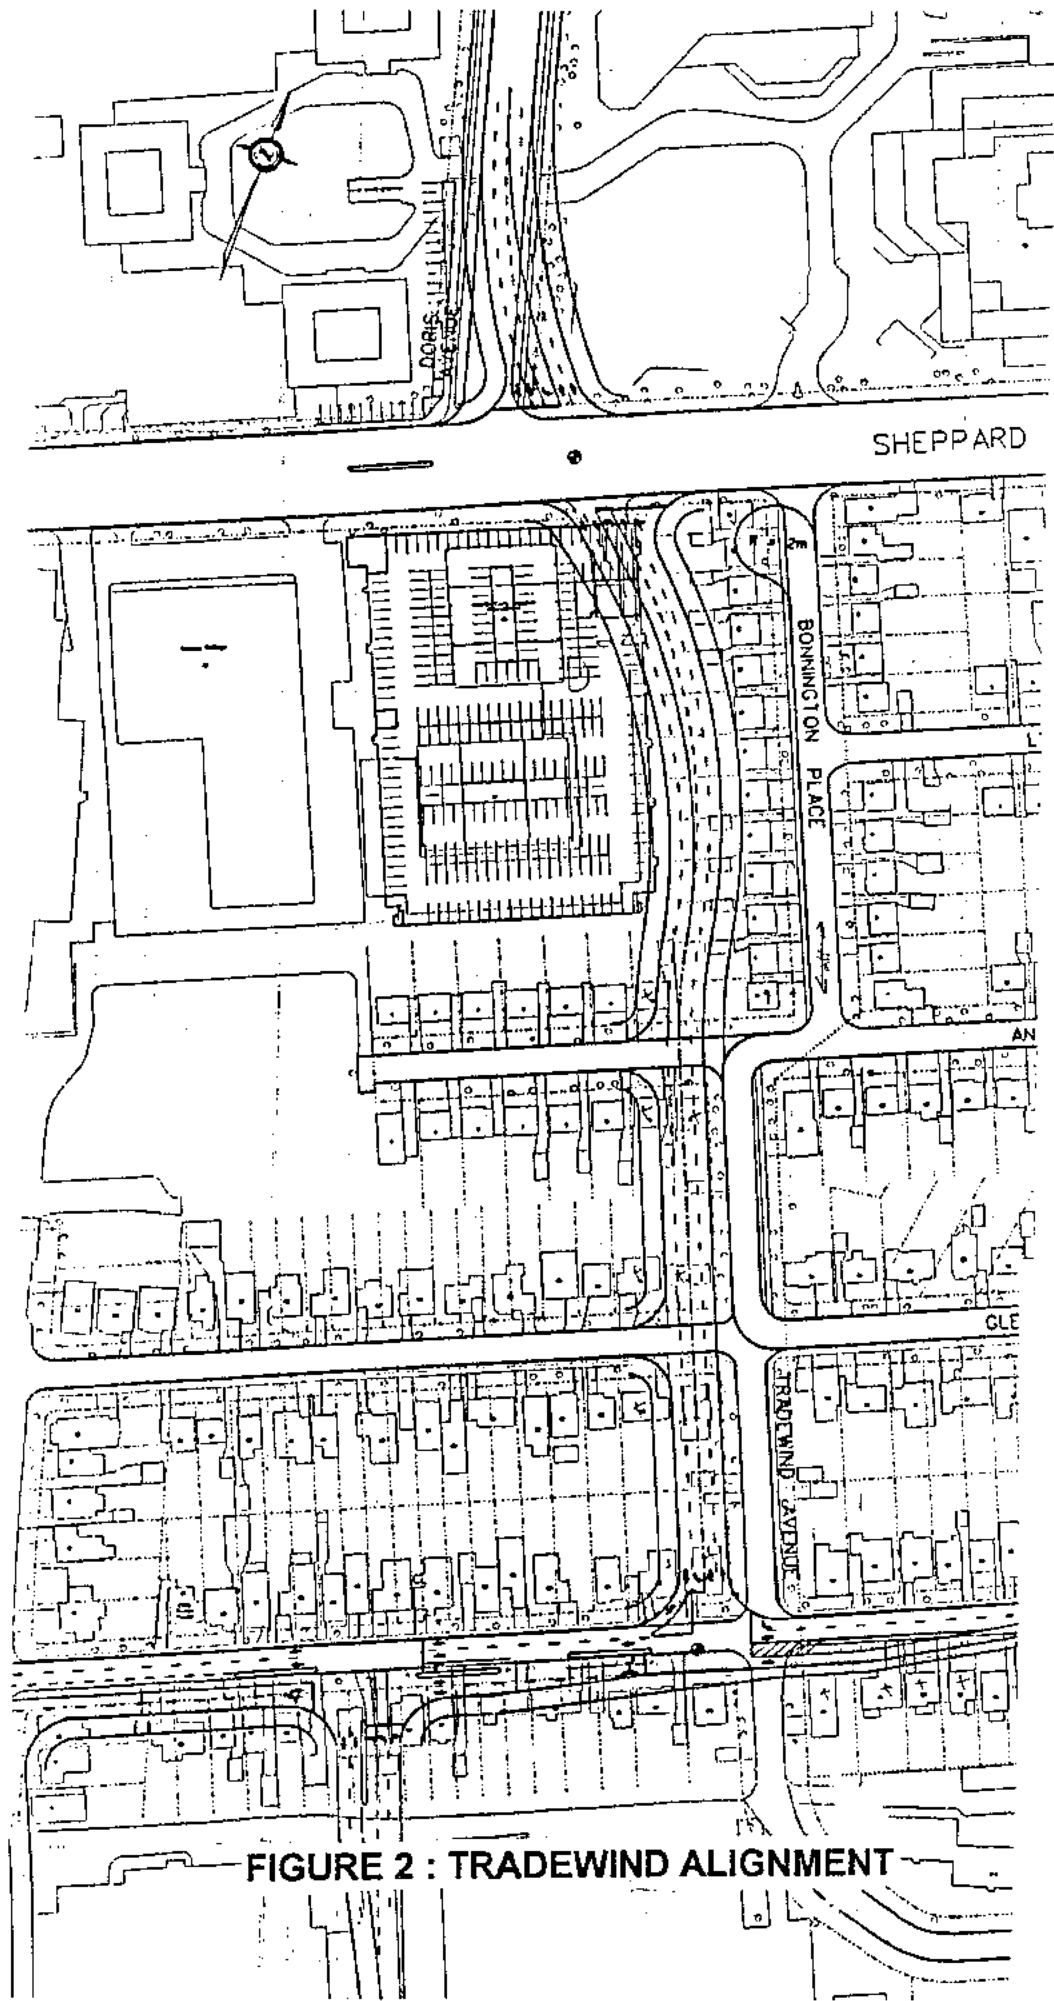 DORIS
AVENUE
SHEPPARD
2m
BONNINGTON PLACE
L
AN
GLE
TRADEWIND AVENUE
FIGURE 2 : TRADEWIND ALIGNMENT